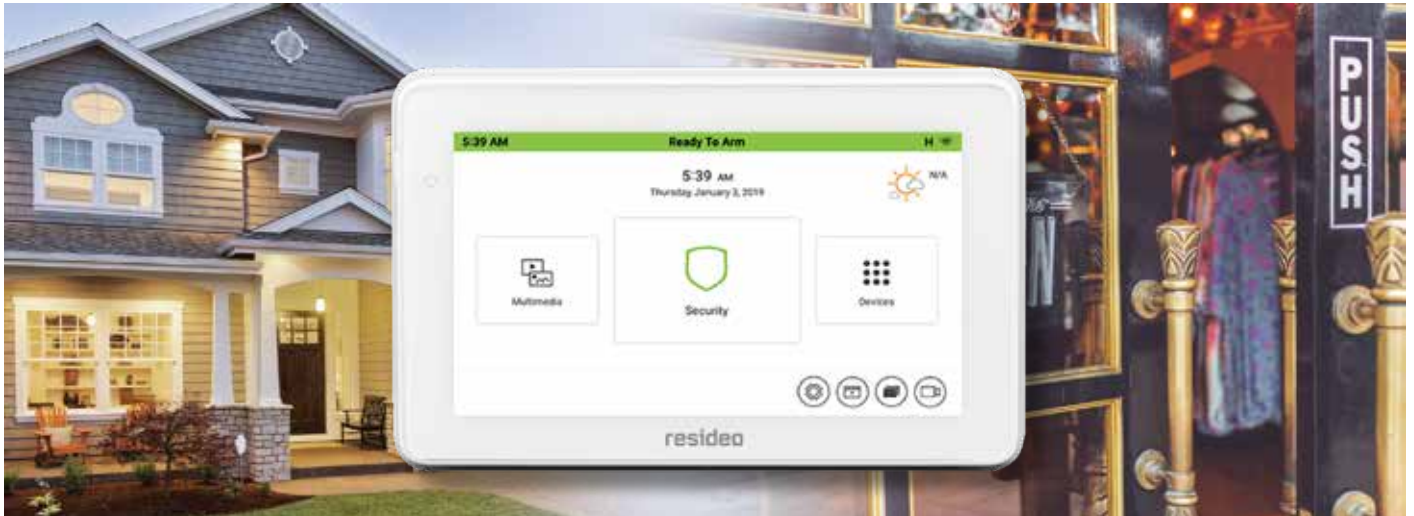 5:39 AM Ready To Arm H
5:39 AM
Thursday, January 3, 2019
N/A
Multimedia
Security
Devices
resideo
PUSH